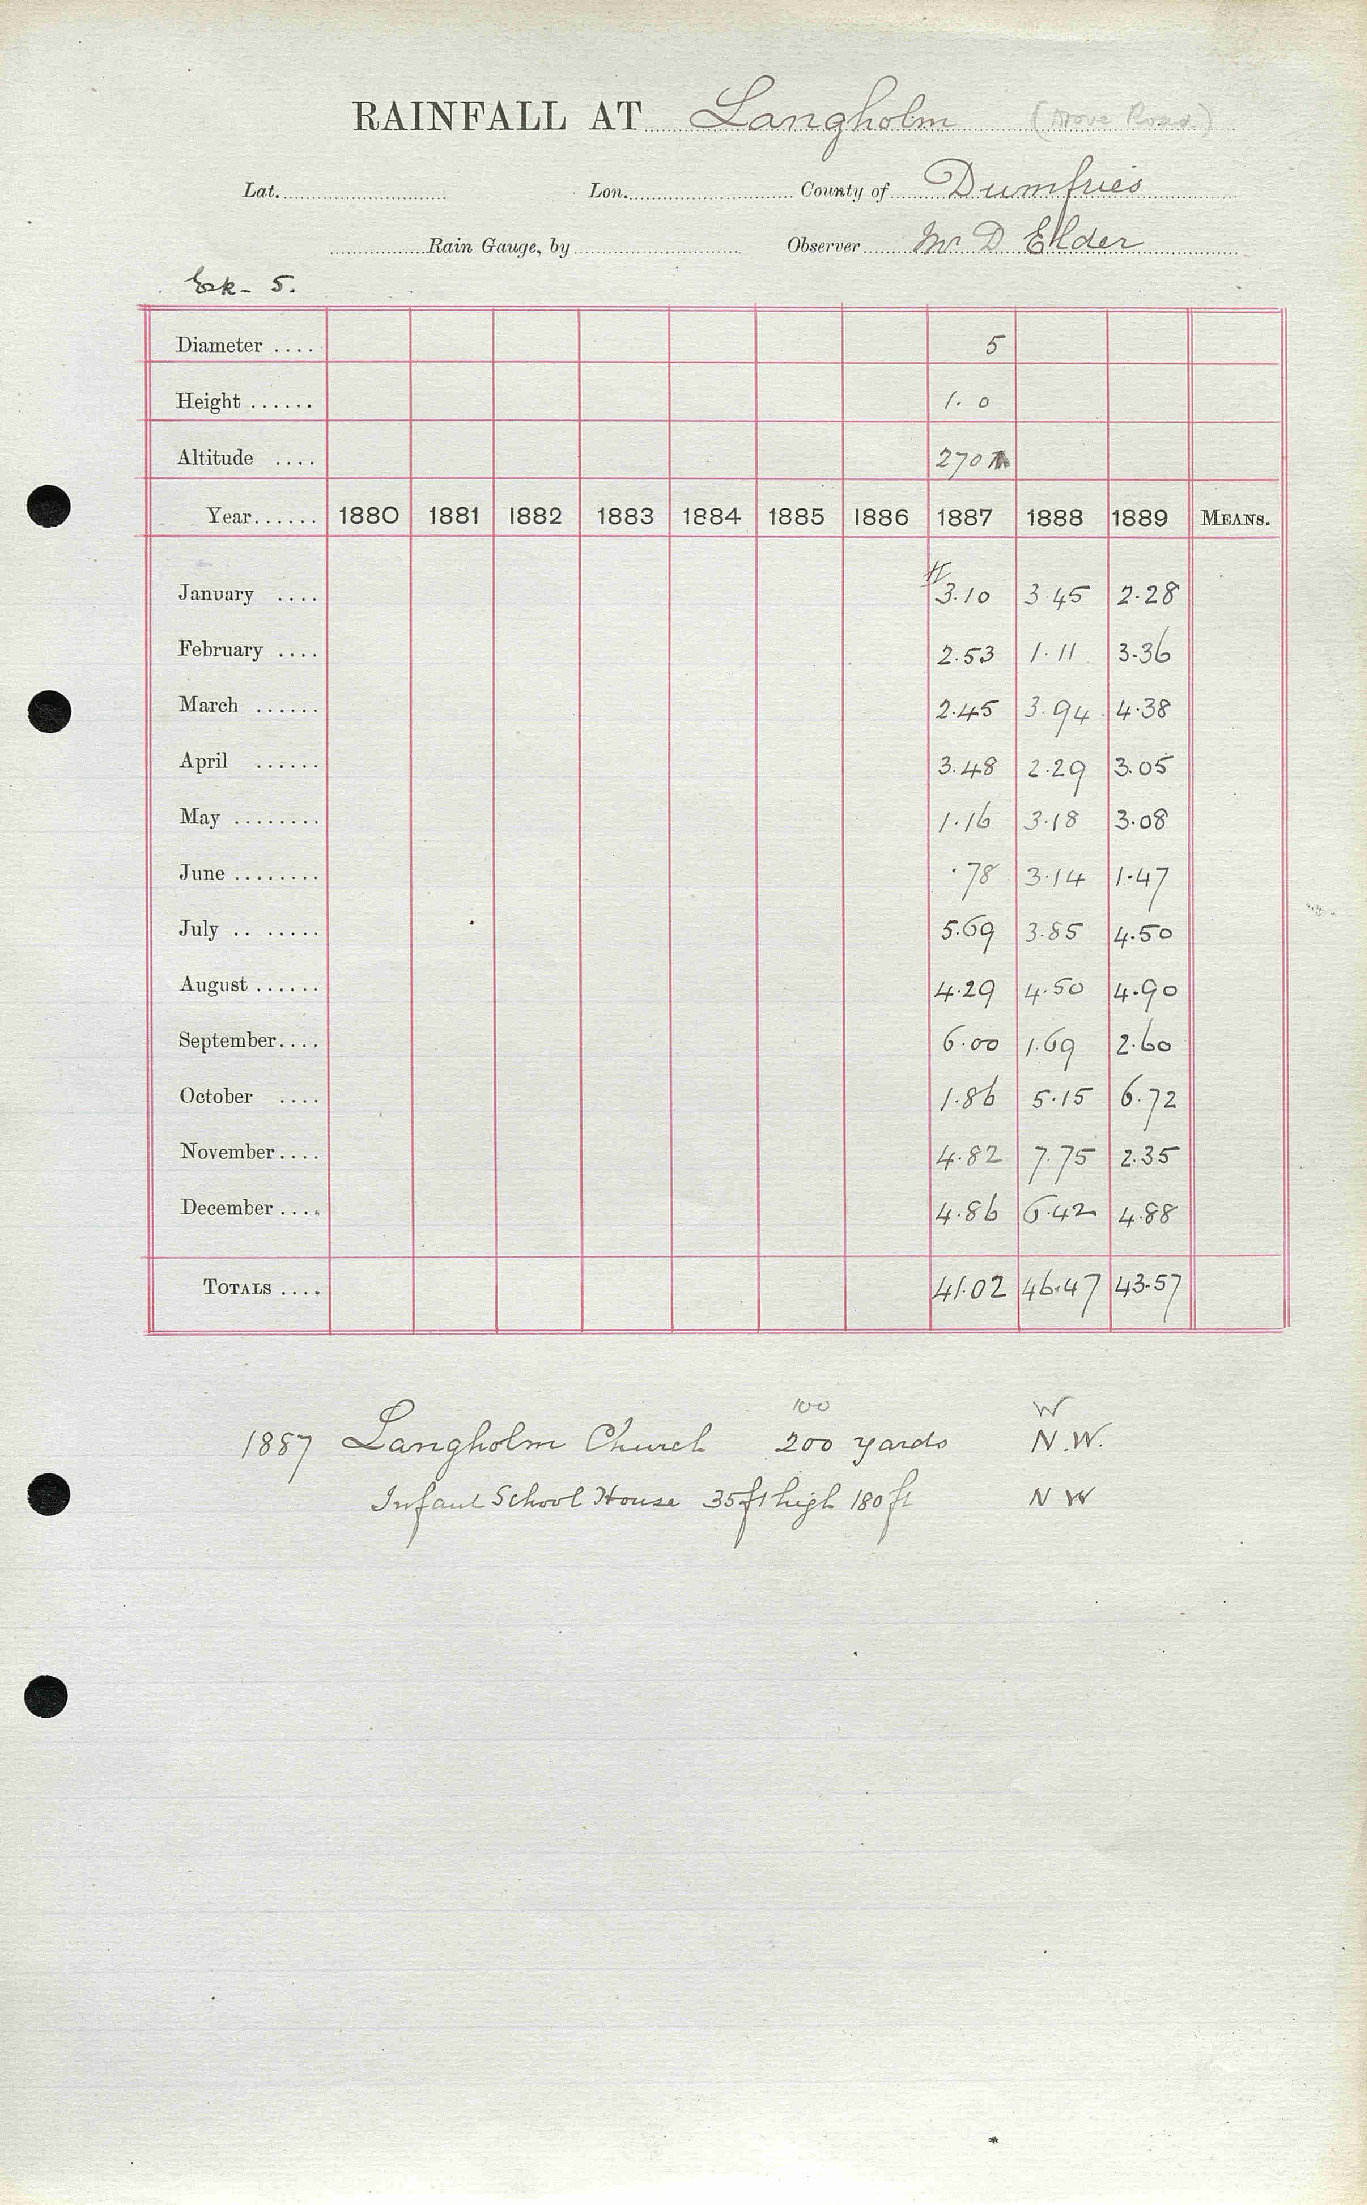 RAINFALL AT Langholm (Drove Road)
Lat. Lon. County of Dumfries
Rain Gauge, by Observer Mr D Elder
Esk - 5.
Diameter .... 5
Height ...... 1. 0
Altitude .... 270
Year...... 1880 1881 1882 1883 1884 1885 1886 1887 1888 1889 MEANS.
January .... 3.10 3.45 2.28
February .... 2.53 1.11 3.36
March ...... 2.45 3.94 4.38
April ...... 3.48 2.29 3.05
May ........ 1.16 3.18 3.08
June ........ .78 3.14 1.47
July ........ 5.69 3.85 4.50
August ...... 4.29 4.50 4.90
September.... 6.00 1.69 2.60
October .... 1.86 5.15 6.72
November.... 4.82 7.75 2.35
December .... 4.86 6.42 4.88
TOTALS .... 41.02 46.47 43.57
100 W
1887 Langholm Church 200 yards N.W.
Infant School House 35 ft high 180 ft N W